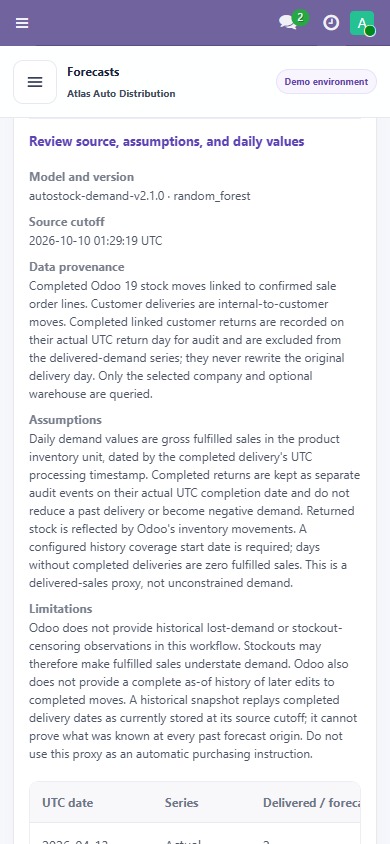 2
A
Forecasts
Atlas Auto Distribution
Demo environment
Review source, assumptions, and daily values
Model and version
autostock-demand-v2.1.0 · random_forest
Source cutoff
2026-10-10 01:29:19 UTC
Data provenance
Completed Odoo 19 stock moves linked to confirmed sale
order lines. Customer deliveries are internal-to-customer
moves. Completed linked customer returns are recorded on
their actual UTC return day for audit and are excluded from
the delivered-demand series; they never rewrite the original
delivery day. Only the selected company and optional
warehouse are queried.
Assumptions
Daily demand values are gross fulfilled sales in the product
inventory unit, dated by the completed delivery's UTC
processing timestamp. Completed returns are kept as separate
audit events on their actual UTC completion date and do not
reduce a past delivery or become negative demand. Returned
stock is reflected by Odoo's inventory movements. A
configured history coverage start date is required; days
without completed deliveries are zero fulfilled sales. This is a
delivered-sales proxy, not unconstrained demand.
Limitations
Odoo does not provide historical lost-demand or stockout-
censoring observations in this workflow. Stockouts may
therefore make fulfilled sales understate demand. Odoo also
does not provide a complete as-of history of later edits to
completed moves. A historical snapshot replays completed
delivery dates as currently stored at its source cutoff; it cannot
prove what was known at every past forecast origin. Do not
use this proxy as an automatic purchasing instruction.
UTC date Series Delivered / foreca
Actual